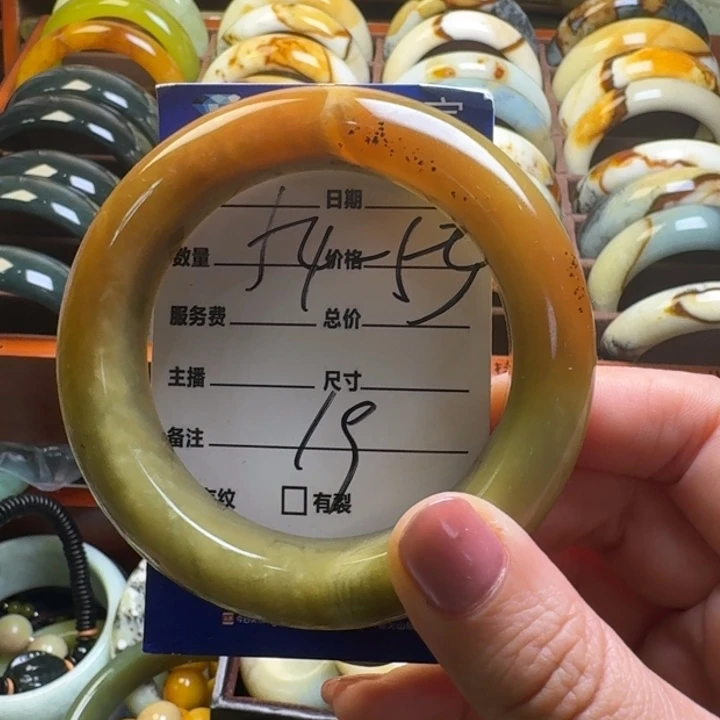 日期
数量 54-55 价格
服务费 总价
主播 尺寸
备注 18
纹 有裂